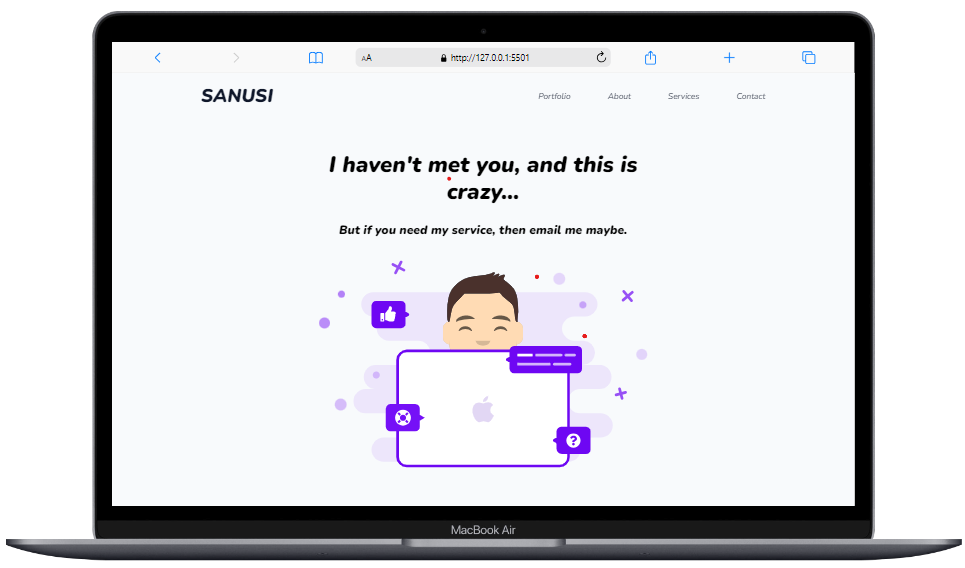 AA
http://127.0.0.1:5501
SANUSI
Portfolio
About
Services
Contact
I haven't met you, and this is
crazy...
But if you need my service, then email me maybe.
?
MacBook Air